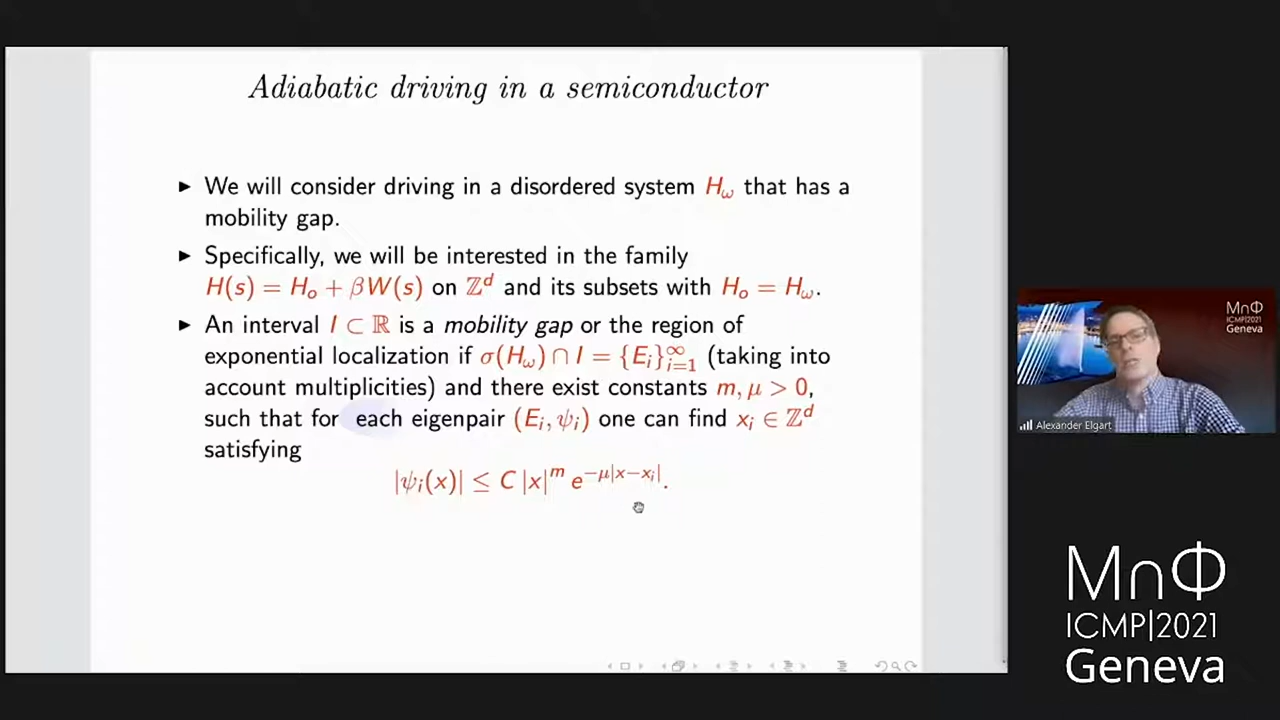 Adiabatic driving in a semiconductor
▶ We will consider driving in a disordered system H_ω that has a
mobility gap.
▶ Specifically, we will be interested in the family
H(s) = H_o + βW(s) on ℤ^d and its subsets with H_o = H_ω.
▶ An interval I ⊂ ℝ is a mobility gap or the region of
exponential localization if σ(H_ω) ∩ I = {E_i}_{i=1}^∞ (taking into
account multiplicities) and there exist constants m, μ > 0,
such that for each eigenpair (E_i, ψ_i) one can find x_i ∈ ℤ^d
satisfying
|ψ_i(x)| ≤ C |x|^m e^{−μ|x−x_i|}.
M∩Φ
ICMP|2021
Geneva
Alexander Elgart
M∩Φ
ICMP|2021
Geneva